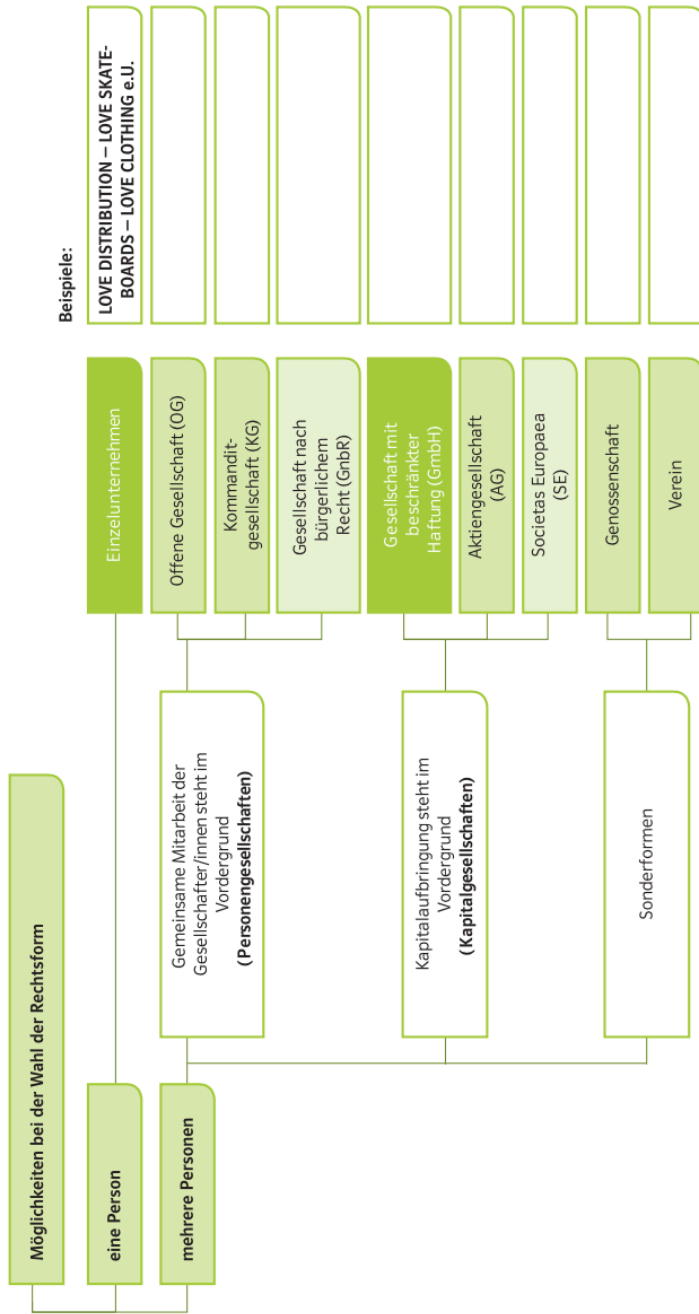 Möglichkeiten bei der Wahl der Rechtsform
eine Person
mehrere Personen
Gemeinsame Mitarbeit der
Gesellschafter/innen steht im
Vordergrund
(Personengesellschaften)
Kapitalaufbringung steht im
Vordergrund
(Kapitalgesellschaften)
Sonderformen
Einzelunternehmen
Offene Gesellschaft (OG)
Kommandit-
gesellschaft (KG)
Gesellschaft nach
bürgerlichem
Recht (GnbR)
Gesellschaft mit
beschränkter
Haftung (GmbH)
Aktiengesellschaft
(AG)
Societas Europaea
(SE)
Genossenschaft
Verein
Beispiele:
LOVE DISTRIBUTION – LOVE SKATE-
BOARDS – LOVE CLOTHING e.U.